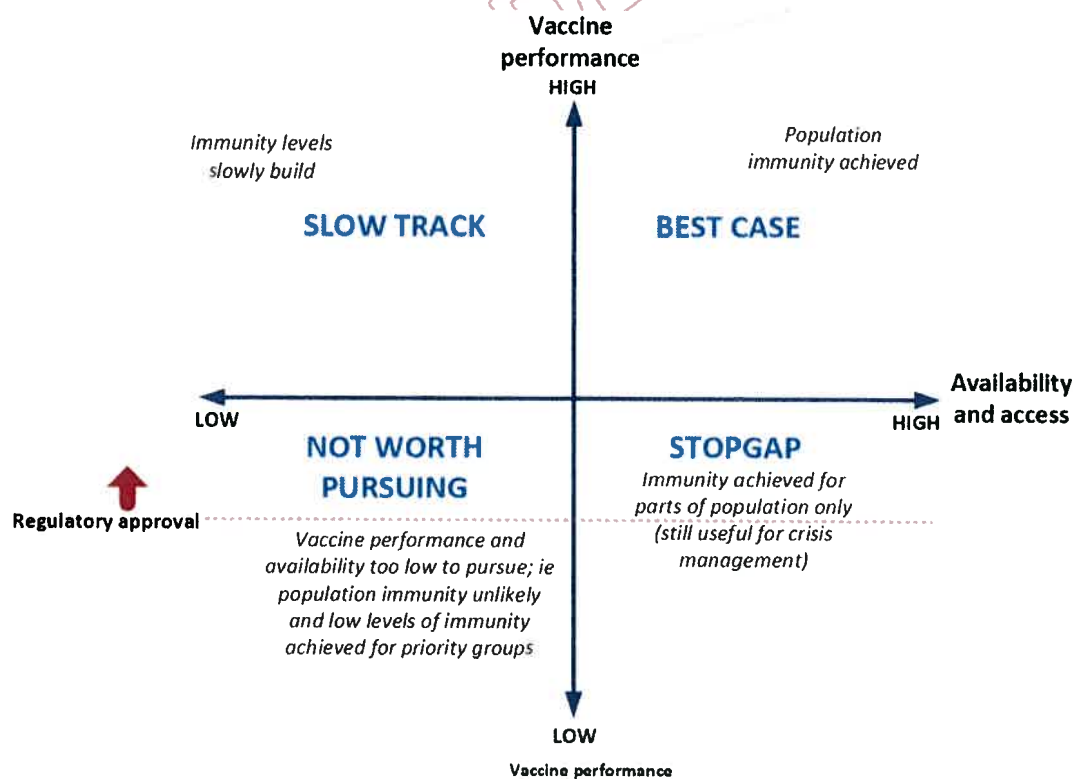 Vaccine
performance
HIGH
Immunity levels
slowly build
Population
immunity achieved
SLOW TRACK
BEST CASE
Availability
and access
LOW
HIGH
NOT WORTH
PURSUING
STOPGAP
Immunity achieved for
parts of population only
(still useful for crisis
management)
Regulatory approval
Vaccine performance and
availability too low to pursue; ie
population immunity unlikely
and low levels of immunity
achieved for priority groups
LOW
Vaccine performance